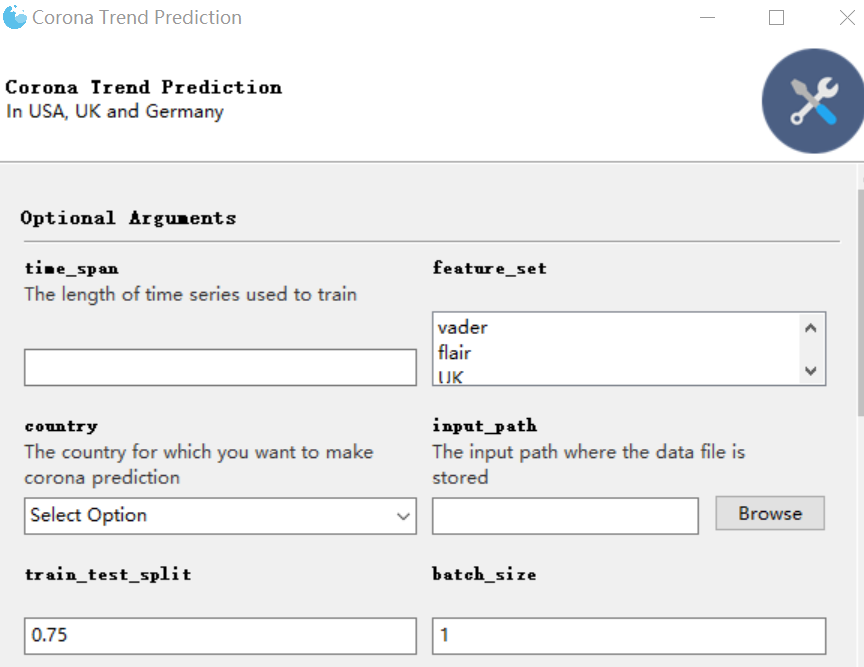 Corona Trend Prediction
Corona Trend Prediction
In USA, UK and Germany
Optional Arguments
time_span
The length of time series used to train
feature_set
vader
flair
UK
country
The country for which you want to make
corona prediction
Select Option
input_path
The input path where the data file is
stored
Browse
train_test_split
0.75
batch_size
1